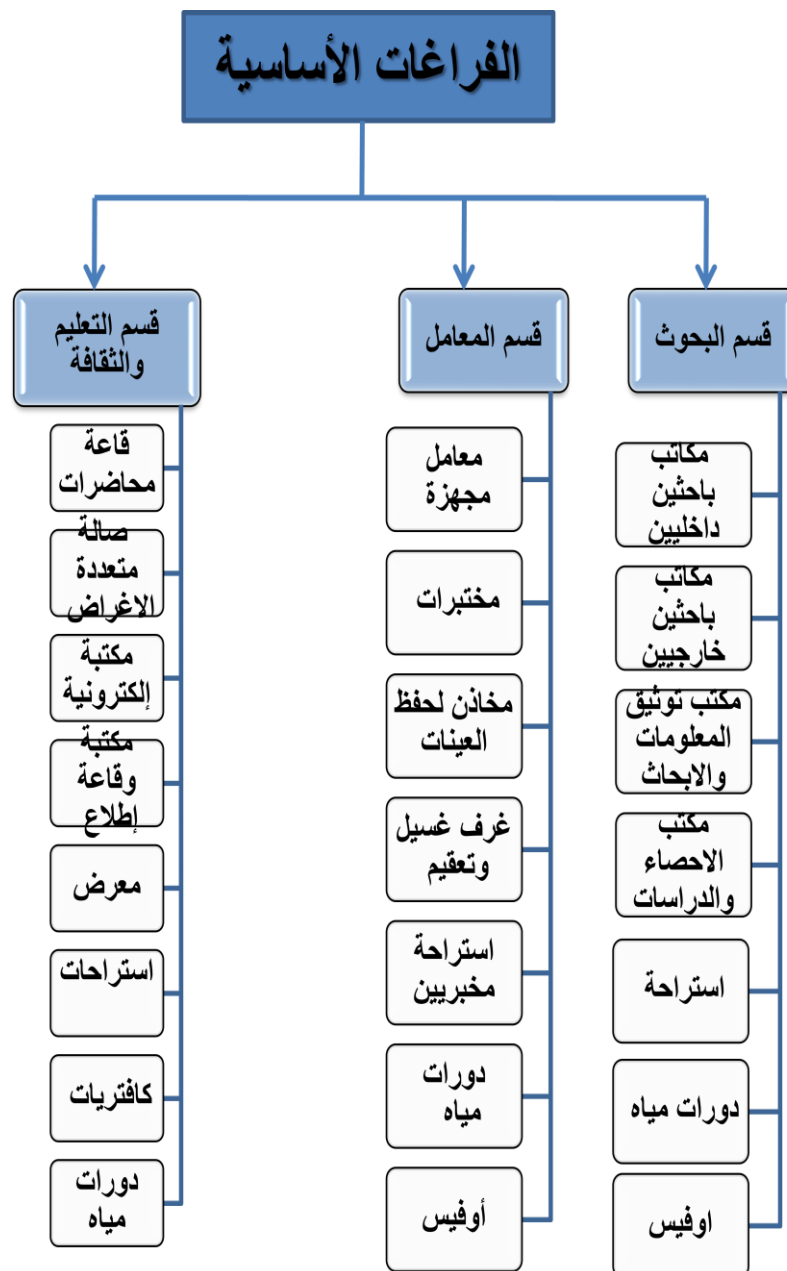 الفراغات الأساسية
قسم البحوث
مكاتب
باحثين
داخليين
مكاتب
باحثين
خارجيين
مكتب توثيق
المعلومات
والابحاث
مكتب
الاحصاء
والدراسات
استراحة
دورات مياه
اوفيس
قسم المعامل
معامل
مجهزة
مختبرات
مخاذن لحفظ
العينات
غرف غسيل
وتعقيم
استراحة
مخبريين
دورات
مياه
أوفيس
قسم التعليم
والثقافة
قاعة
محاضرات
صالة
متعددة
الاغراض
مكتبة
إلكترونية
مكتبة
وقاعة
إطلاع
معرض
استراحات
كافتريات
دورات
مياه